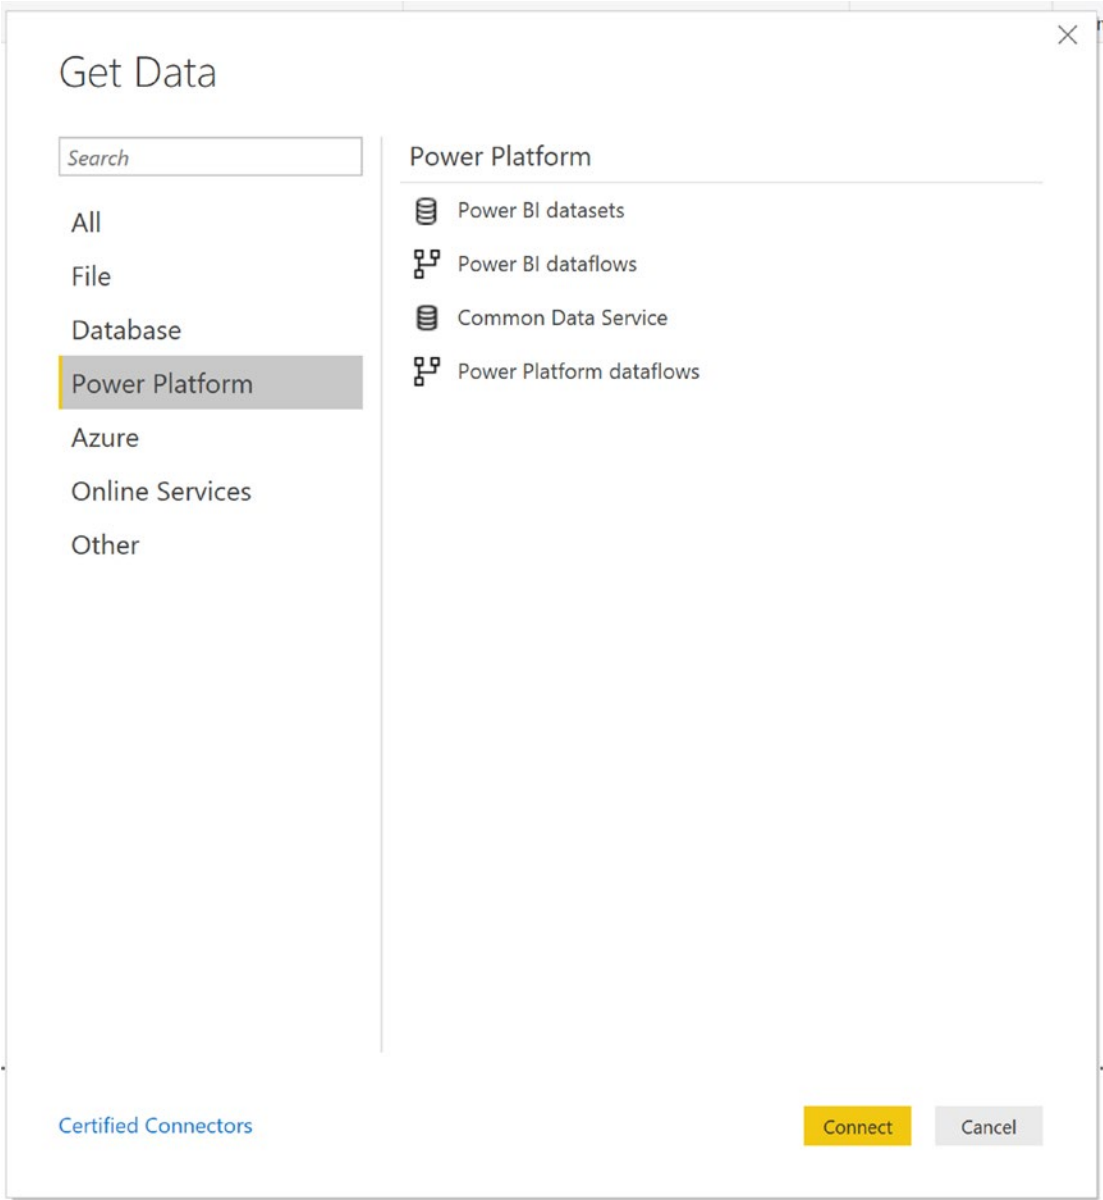 Get Data
Search
All
File
Database
Power Platform
Azure
Online Services
Other
Power Platform
Power BI datasets
Power BI dataflows
Common Data Service
Power Platform dataflows
Certified Connectors
Connect
Cancel